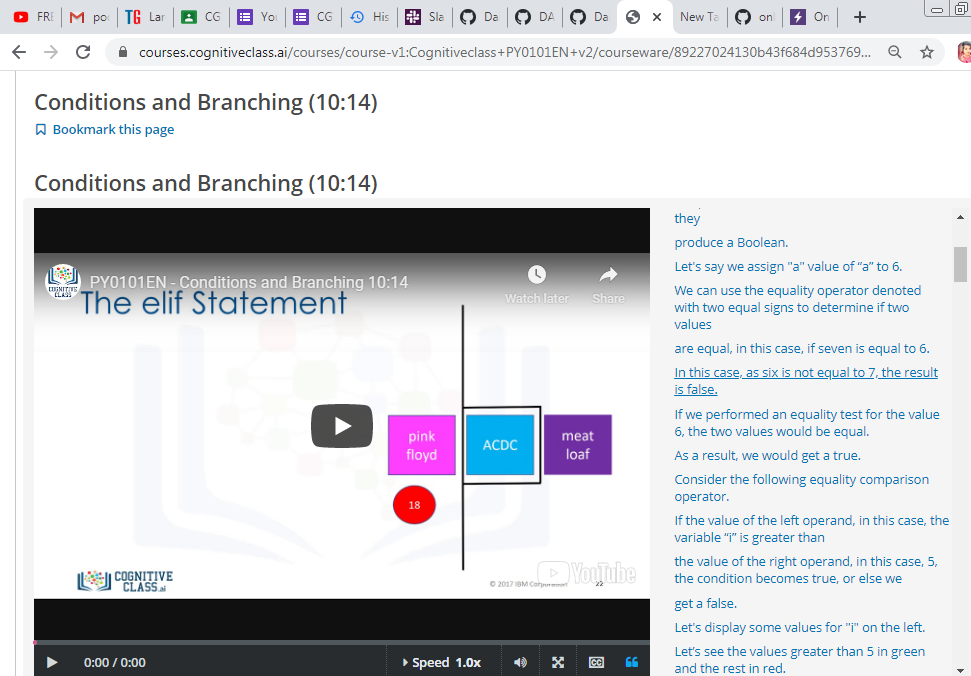 FRE
po
Lar
CG
You
CG
His
Sla
Da
DA
Da
New Ta
on
On
courses.cognitiveclass.ai/courses/course-v1:Cognitiveclass+PY0101EN+v2/courseware/89227024130b43f684d953769...
Conditions and Branching (10:14)
Bookmark this page
Conditions and Branching (10:14)
COGNITIVE
CLASS.ai
PY0101EN - Conditions and Branching 10:14
Watch later
Share
The elif Statement
pink
floyd
ACDC
meat
loaf
18
COGNITIVE
CLASS.ai
© 2017 IBM Corporation
22
YouTube
0:00 / 0:00
Speed 1.0x
CC
they
produce a Boolean.
Let's say we assign "a" value of “a” to 6.
We can use the equality operator denoted
with two equal signs to determine if two
values
are equal, in this case, if seven is equal to 6.
In this case, as six is not equal to 7, the result
is false.
If we performed an equality test for the value
6, the two values would be equal.
As a result, we would get a true.
Consider the following equality comparison
operator.
If the value of the left operand, in this case, the
variable “i” is greater than
the value of the right operand, in this case, 5,
the condition becomes true, or else we
get a false.
Let's display some values for "i" on the left.
Let’s see the values greater than 5 in green
and the rest in red.